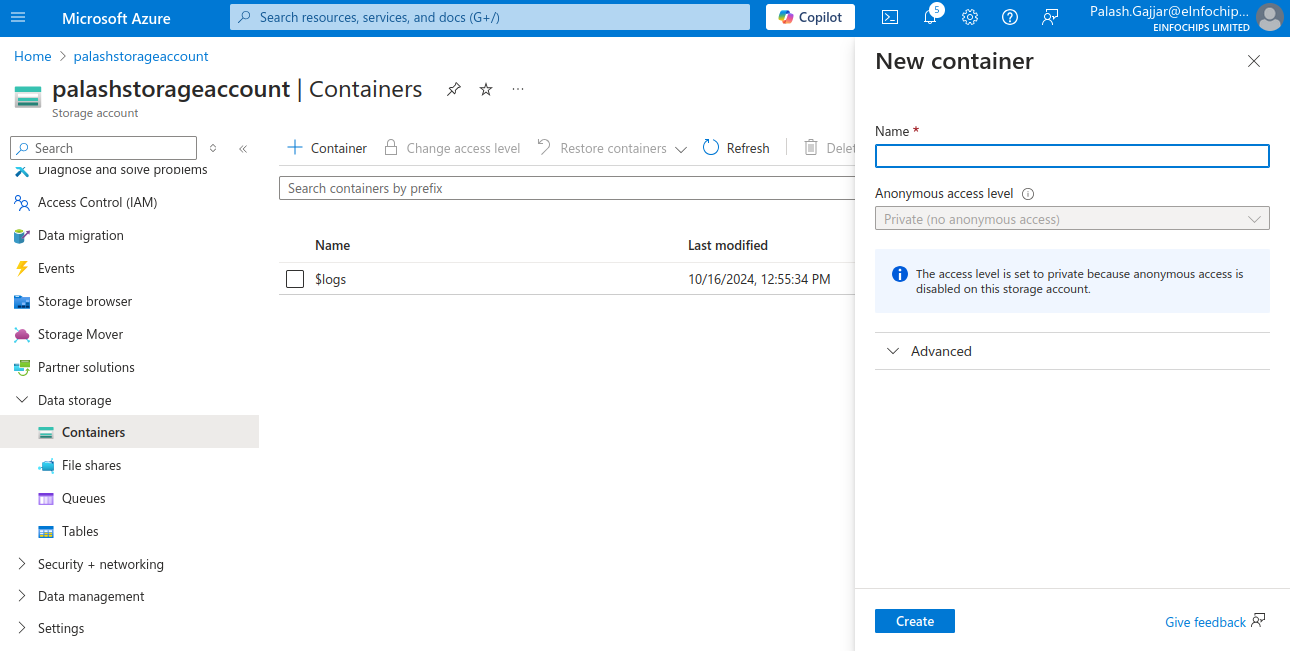 Microsoft Azure
Search resources, services, and docs (G+/)
Copilot
5
Palash.Gajjar@eInfochip...
EINFOCHIPS LIMITED
Home > palashstorageaccount
palashstorageaccount | Containers
...
Storage account
Search
«
Diagnose and solve problems
Access Control (IAM)
Data migration
Events
Storage browser
Storage Mover
Partner solutions
Data storage
Containers
File shares
Queues
Tables
Security + networking
Data management
Settings
+ Container
Change access level
Restore containers
Refresh
Delet
Search containers by prefix
Name Last modified
$logs 10/16/2024, 12:55:34 PM
New container
Name *
Anonymous access level
Private (no anonymous access)
The access level is set to private because anonymous access is
disabled on this storage account.
Advanced
Create
Give feedback